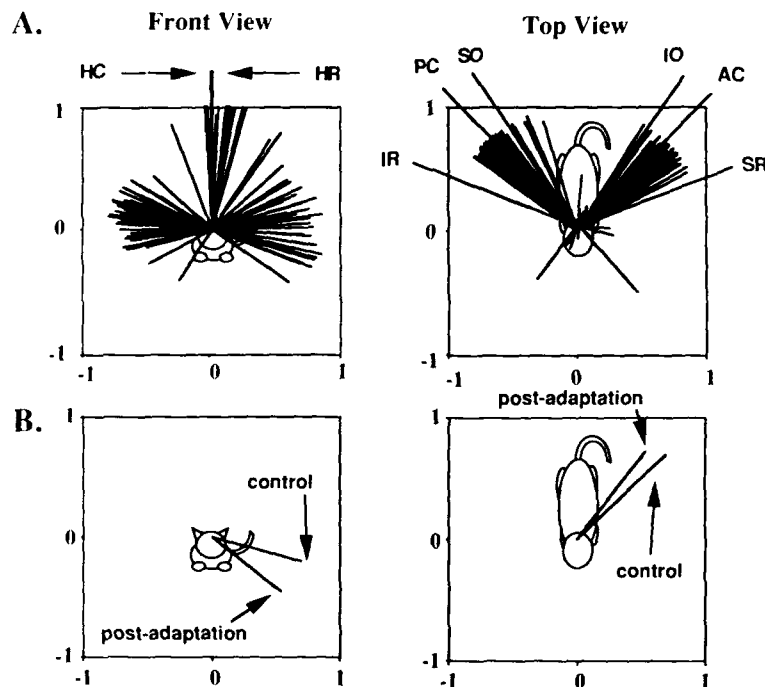 A.
Front View
Top View
HC
HR
PC
SO
IO
AC
IR
SR
1
0
-1
-1
0
1
1
0
-1
-1
0
1
B.
control
post-adaptation
1
0
-1
-1
0
1
post-adaptation
control
1
0
-1
-1
0
1